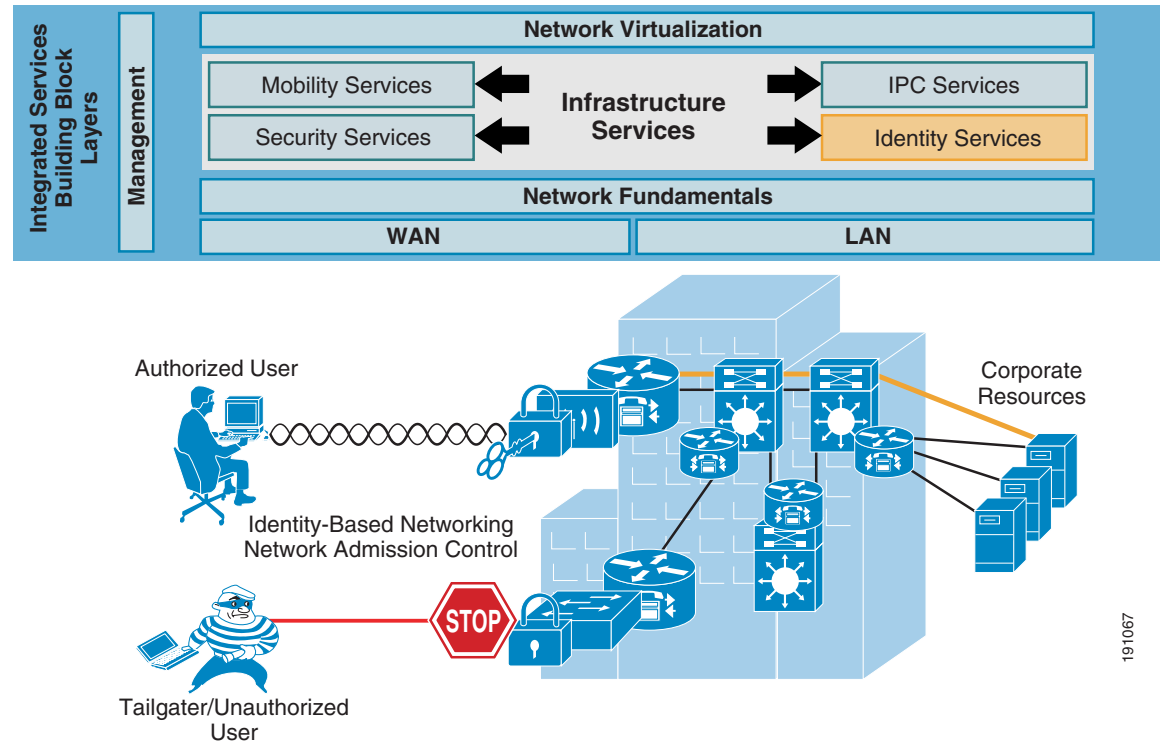 Integrated Services
Building Block
Layers
Management
Network Virtualization
Mobility Services
Security Services
Infrastructure
Services
IPC Services
Identity Services
Network Fundamentals
WAN
LAN
Authorized User
Corporate
Resources
Identity-Based Networking
Network Admission Control
STOP
Tailgater/Unauthorized
User
191067